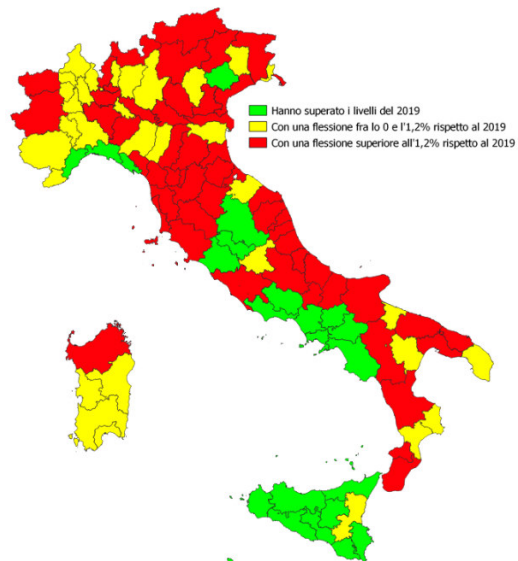 Hanno superato i livelli del 2019
Con una flessione fra lo 0 e l'1,2% rispetto al 2019
Con una flessione superiore all'1,2% rispetto al 2019